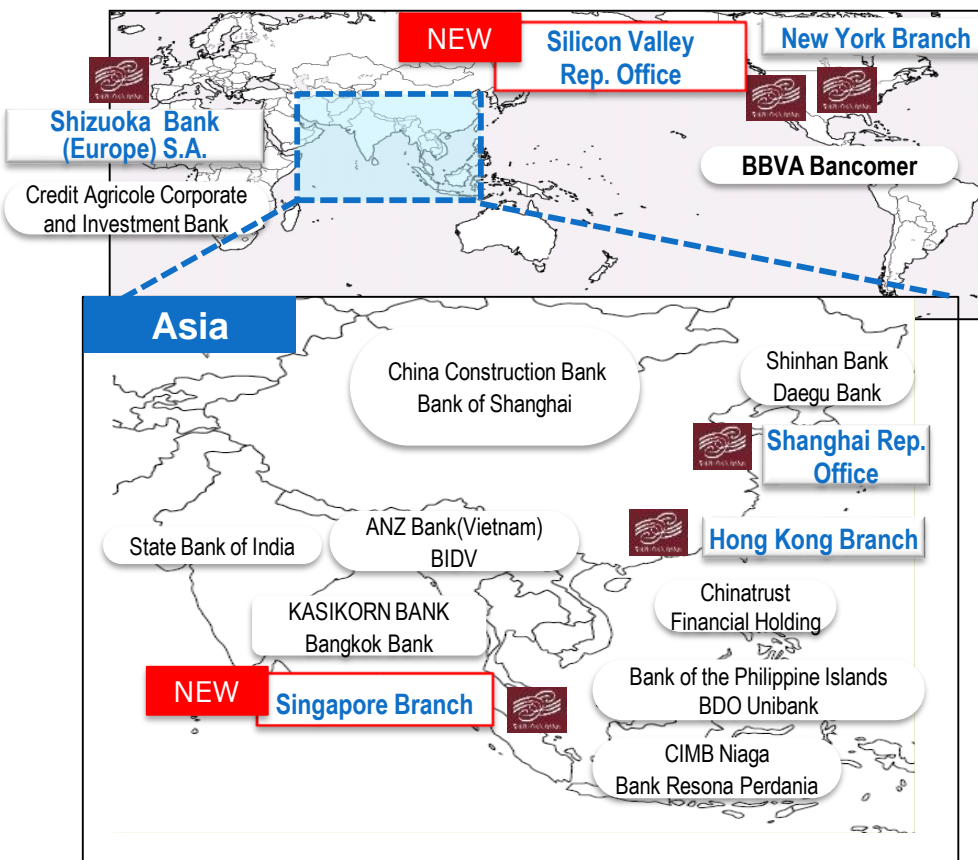 NEW
Silicon Valley
Rep. Office
New York Branch
Shizuoka Bank
(Europe) S.A.
BBVA Bancomer
Credit Agricole Corporate
and Investment Bank
Asia
China Construction Bank
Bank of Shanghai
Shinhan Bank
Daegu Bank
Shanghai Rep.
Office
State Bank of India
ANZ Bank(Vietnam)
BIDV
Hong Kong Branch
KASIKORN BANK
Bangkok Bank
Chinatrust
Financial Holding
NEW
Singapore Branch
Bank of the Philippine Islands
BDO Unibank
CIMB Niaga
Bank Resona Perdania